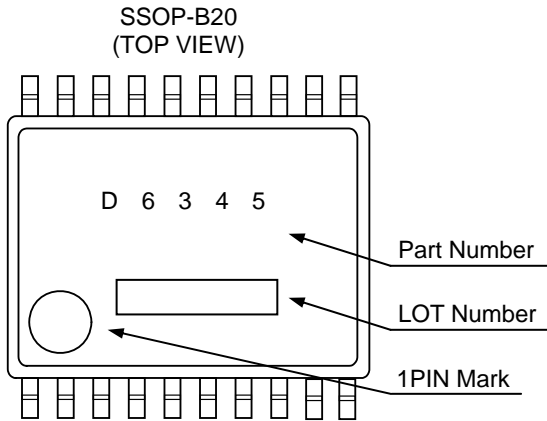 SSOP-B20
(TOP VIEW)
D 6 3 4 5
Part Number
LOT Number
1PIN Mark